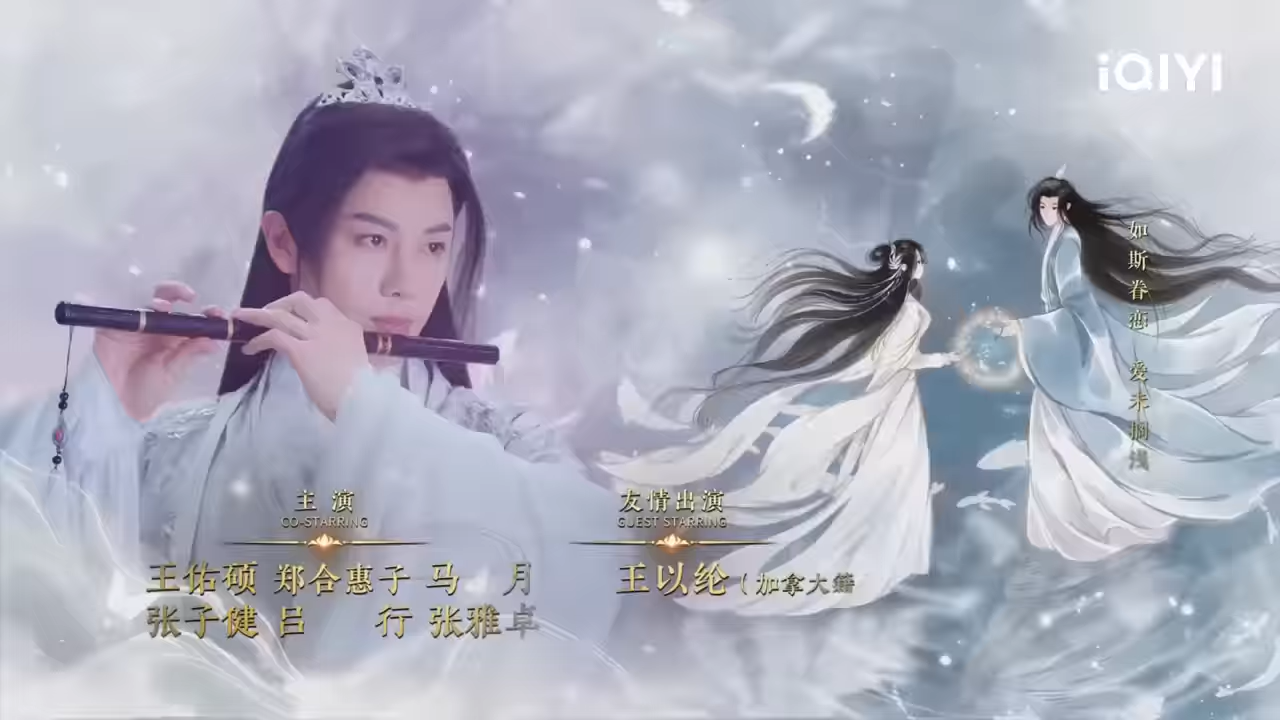 iQIYI
如斯眷恋 爱未搁浅
主演
CO-STARRING
王佑硕 郑合惠子 马月
张子健 吕行 张雅卓
友情出演
GUEST STARRING
王以纶(加拿大籍